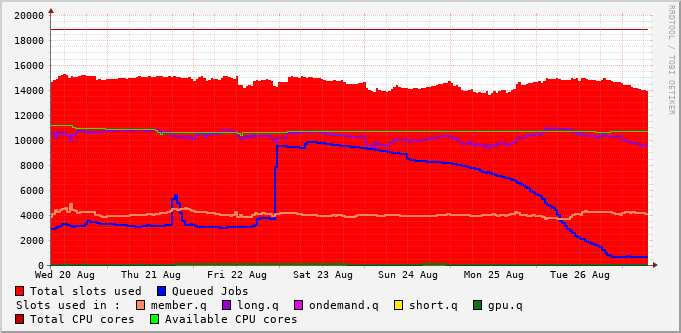 20000
18000
16000
14000
12000
10000
8000
6000
4000
2000
0
Wed 20 Aug Thu 21 Aug Fri 22 Aug Sat 23 Aug Sun 24 Aug Mon 25 Aug Tue 26 Aug
Total slots used Queued Jobs
Slots used in : member.q long.q ondemand.q short.q gpu.q
Total CPU cores Available CPU cores
RRDTOOL / TOBI OETIKER